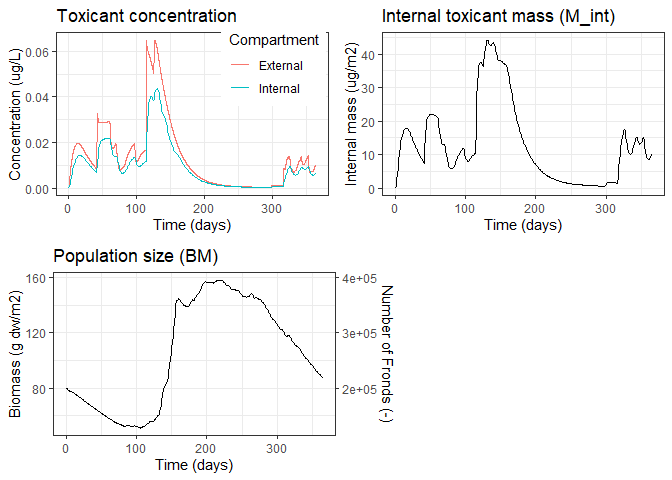 Toxicant concentration
Concentration (ug/L)
0.06
0.04
0.02
0.00
Compartment
External
Internal
0
100
200
300
Time (days)
Internal toxicant mass (M_int)
Internal mass (ug/m2)
40
30
20
10
0
0
100
200
300
Time (days)
Population size (BM)
Biomass (g dw/m2)
160
120
80
4e+05
3e+05
2e+05
Number of Fronds (-)
0
100
200
300
Time (days)